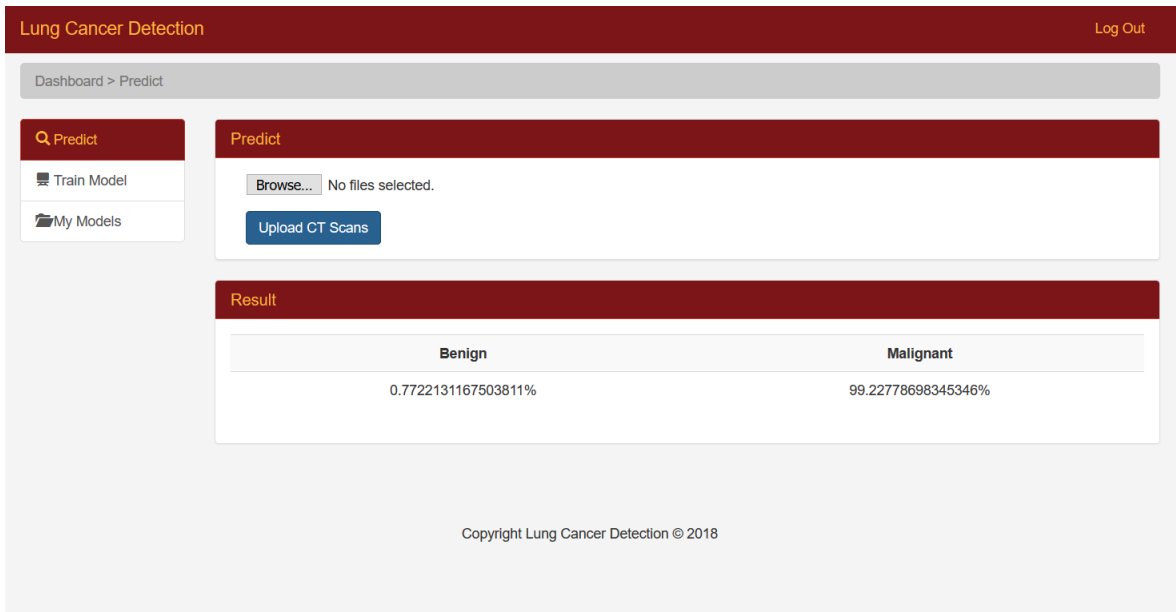 Lung Cancer Detection
Log Out
Dashboard > Predict
Predict
Train Model
My Models
Predict
Browse... No files selected.
Upload CT Scans
Result
Benign Malignant
0.7722131167503811% 99.22778698345346%
Copyright Lung Cancer Detection © 2018